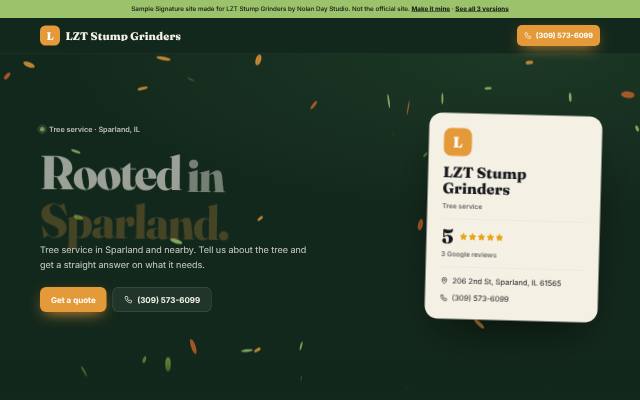 Sample Signature site made for LZT Stump Grinders by Nolan Day Studio. Not the official site. Make it mine · See all 3 versions
L LZT Stump Grinders
(309) 573-6099
Tree service · Sparland, IL
Rooted in
Sparland.
Tree service in Sparland and nearby. Tell us about the tree and
get a straight answer on what it needs.
Get a quote
(309) 573-6099
L
LZT Stump
Grinders
Tree service
5 ★★★★★
3 Google reviews
206 2nd St, Sparland, IL 61565
(309) 573-6099